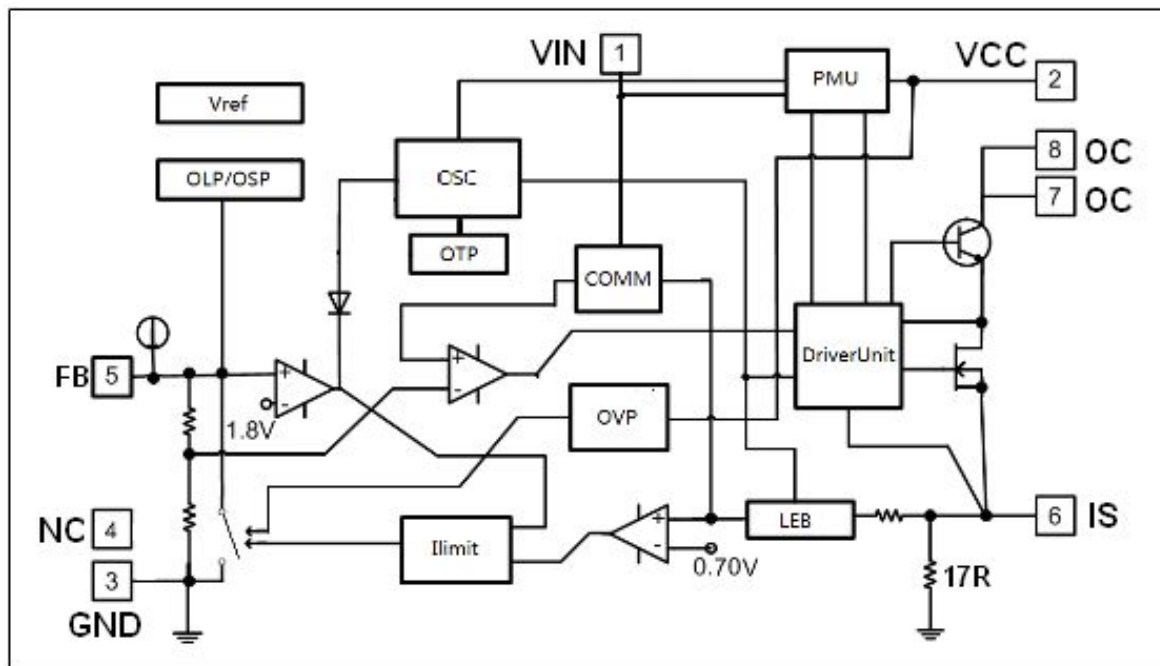 VIN 1
PMU
VCC
2
Vref
8 OC
OLP/OSP
OSC
7 OC
OTP
COMM
+
-
DriverUnit
FB 5
+
-
1.8V
OVP
NC 4
Ilimit
+
-
0.70V
LEB
6 IS
3
GND
17R